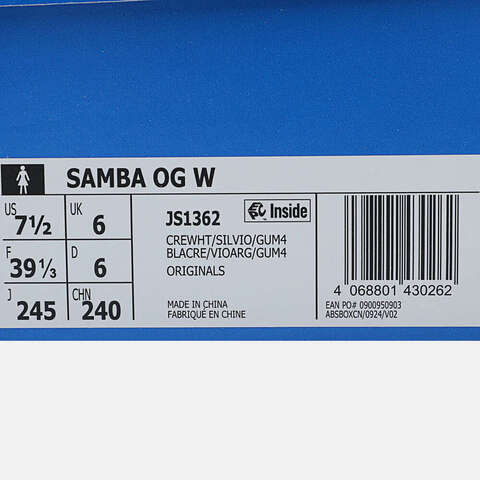 SAMBA OG W
US 7½ UK 6
F 39⅓ D 6
J 245 CHN 240
JS1362 Inside
CREWHT/SILVIO/GUM4
BLACRE/VIOARG/GUM4
ORIGINALS
MADE IN CHINA
FABRIQUÉ EN CHINE
4 068801 430262
EAN PO# 0900950903
ABSBOXCN/0924/V02